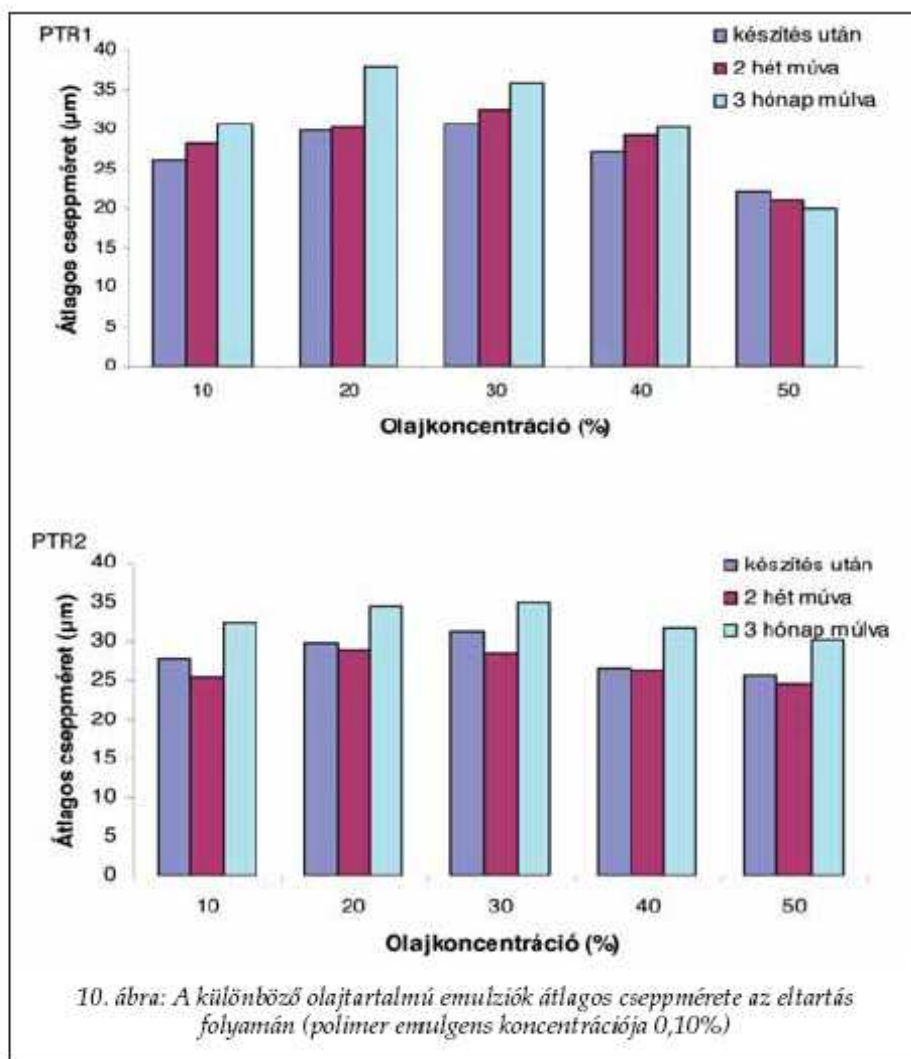 PTR1
Átlagos cseppméret (µm)
40
35
30
25
20
15
10
5
0
készítés után
2 hét múva
3 hónap múlva
10 20 30 40 50
Olajkoncentráció (%)
PTR2
Átlagos cseppméret (µm)
40
35
30
25
20
15
10
5
0
készítés után
2 hét múva
3 hónap múlva
10 20 30 40 50
Olajkoncentráció (%)
10. ábra: A különböző olajtartalmú emulziók átlagos cseppmérete az eltartás
folyamán (polimer emulgens koncentrációja 0,10%)